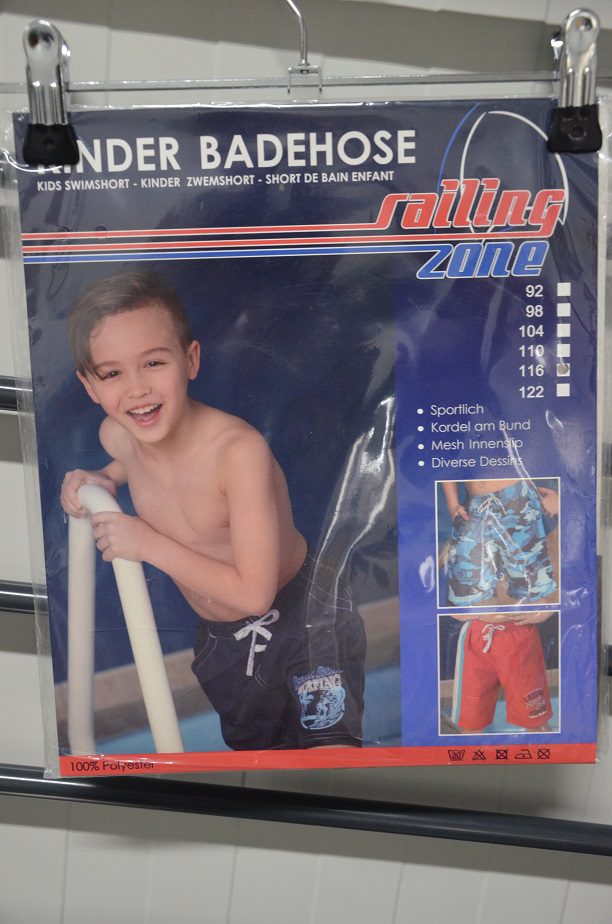 KINDER BADEHOSE
KIDS SWIMSHORT - KINDER ZWEMSHORT - SHORT DE BAIN ENFANT
sailing
zone
92
98
104
110
116
122
• Sportlich
• Kordel am Bund
• Mesh Innenslip
• Diverse Dessins
100% Polyester